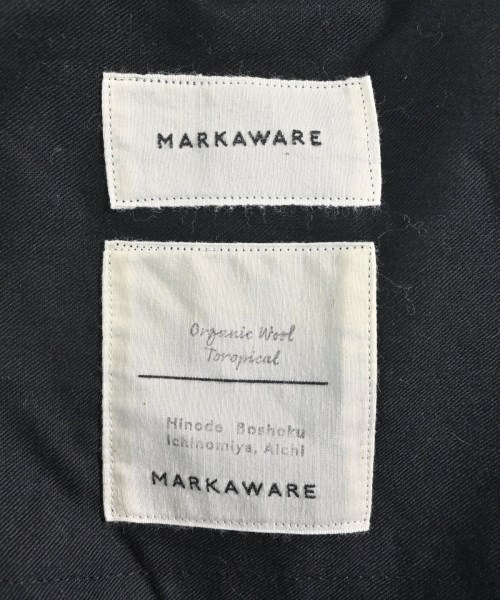 MARKAWARE
Organic Wool
Toropical
Hinode Boshoku
Ichinomiya, Aichi
MARKAWARE